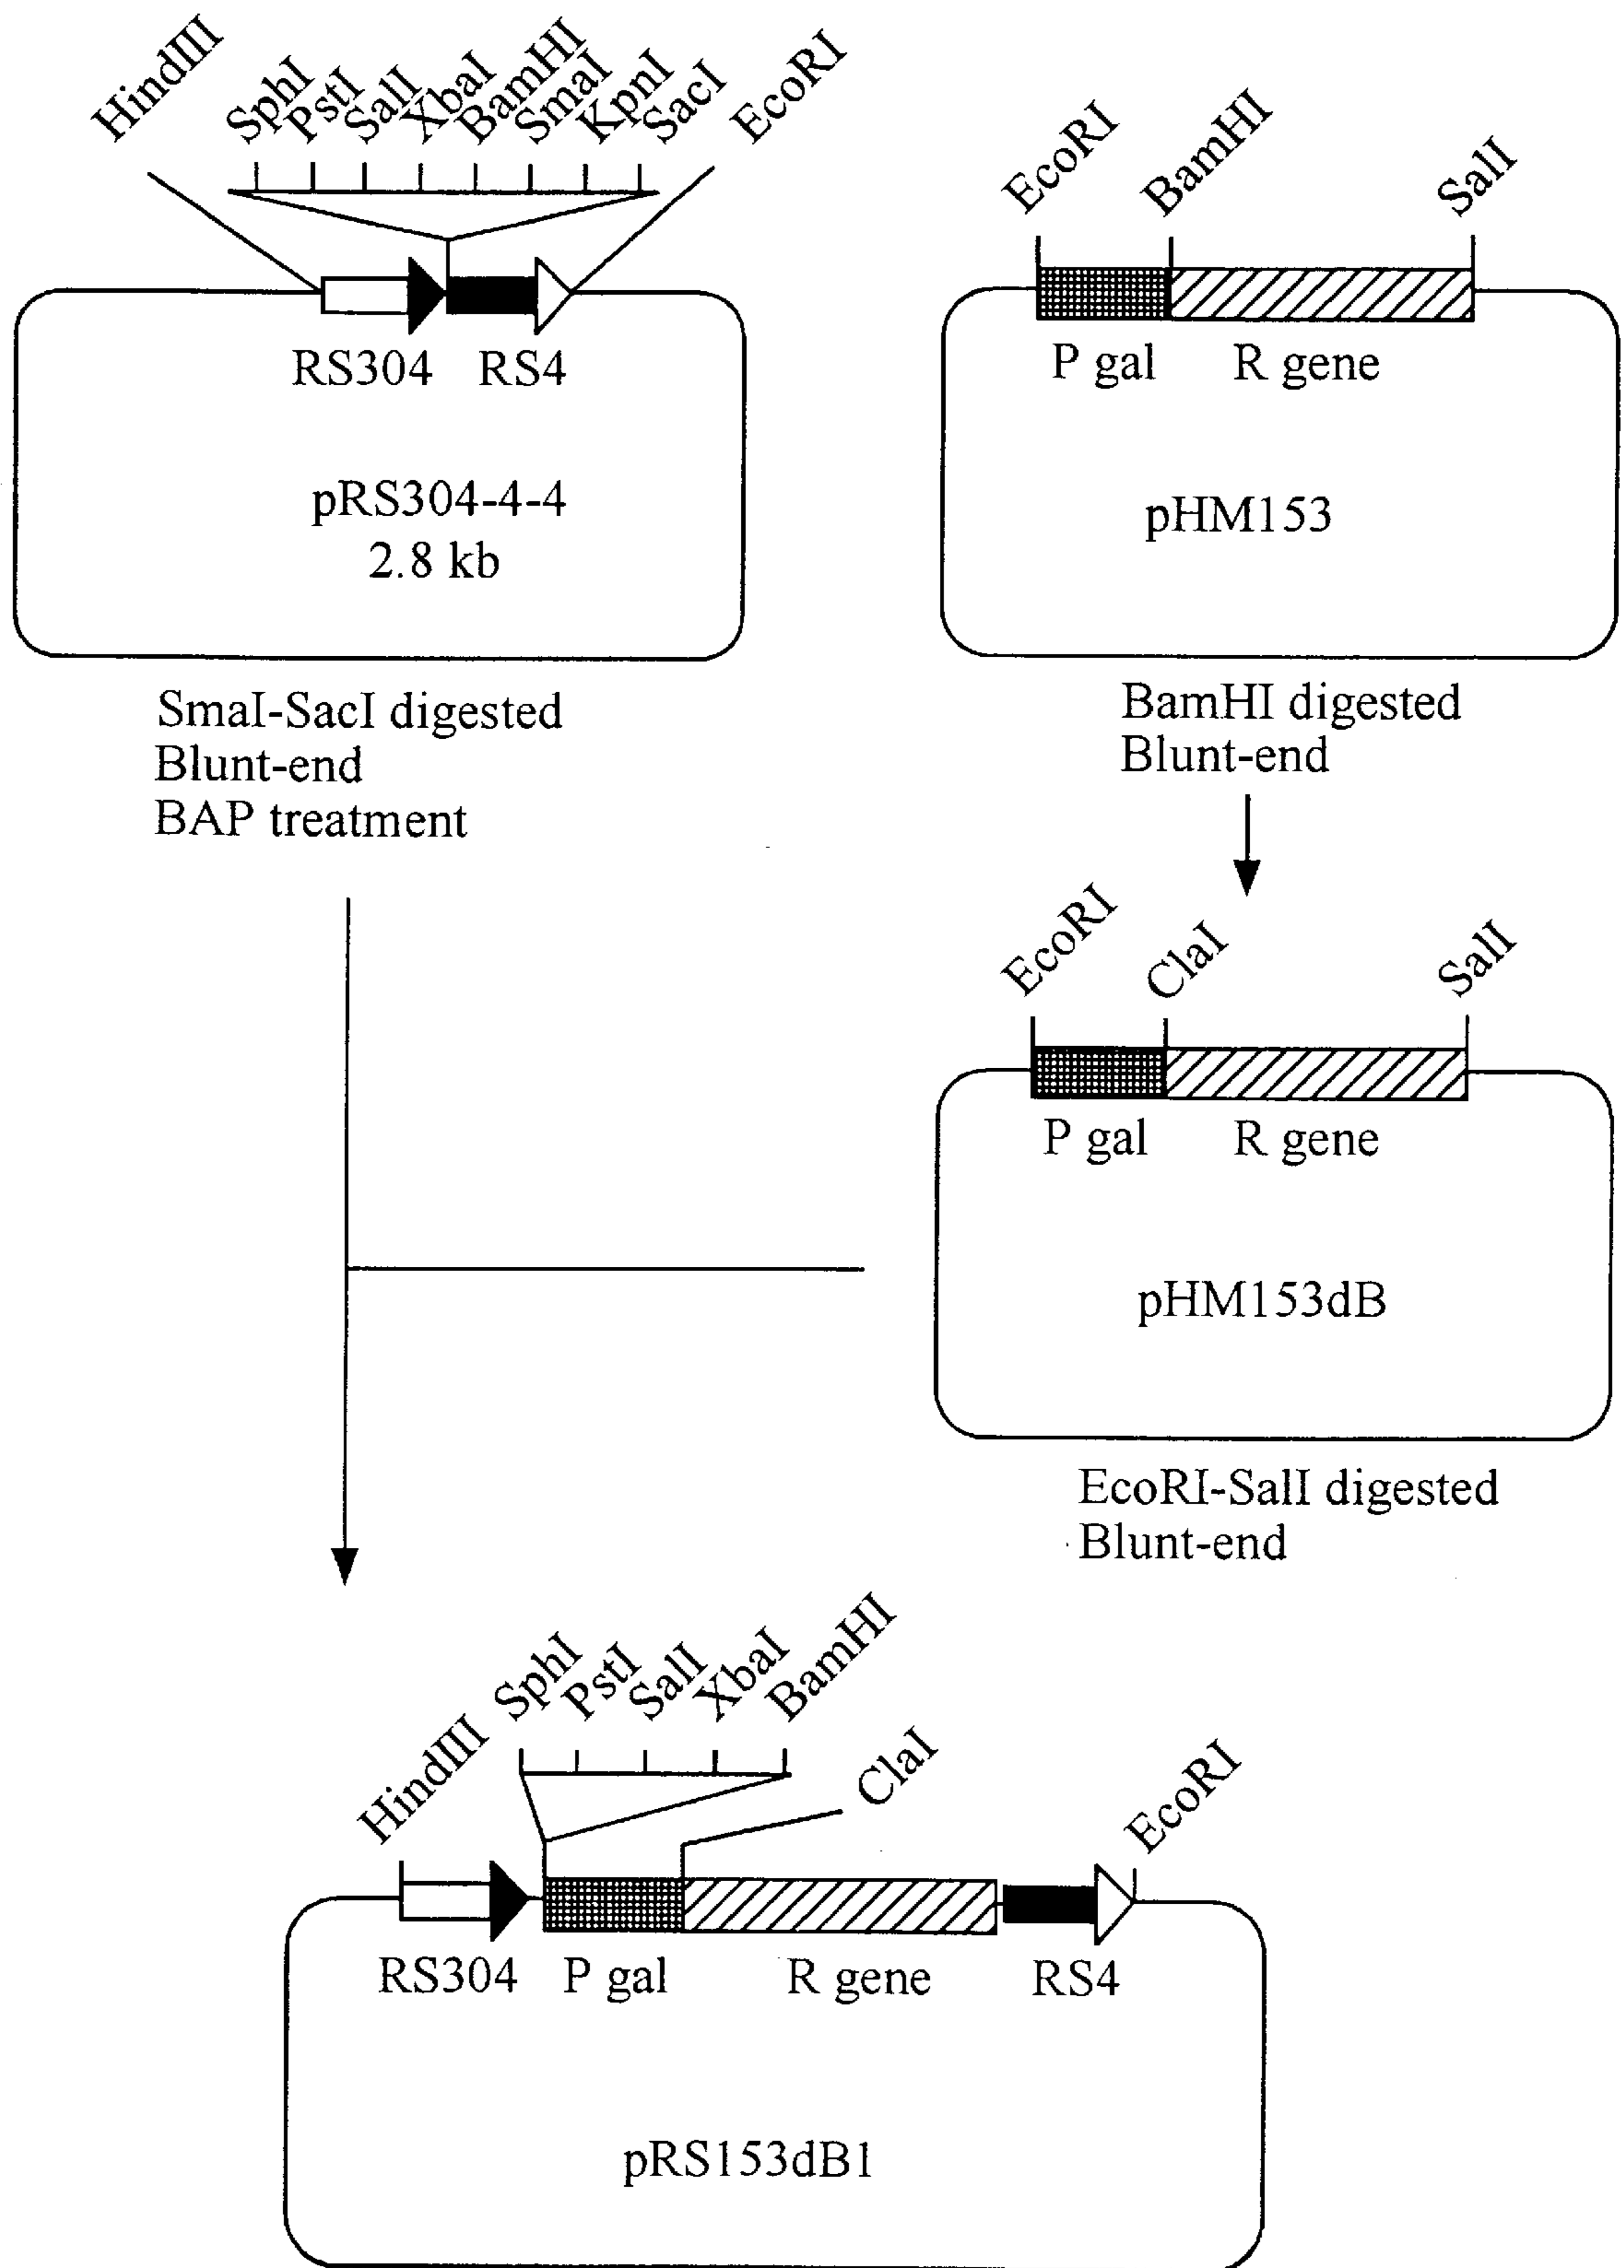 HindIII
SphI
PstI
SalI
XbaI
BamHI
SmaI
KpnI
SacI
EcoRI
RS304
RS4
pRS304-4-4
2.8 kb
SmaI-SacI digested
Blunt-end
BAP treatment
EcoRI
BamHI
SalI
P gal
R gene
pHM153
BamHI digested
Blunt-end
EcoRI
ClaI
SalI
P gal
R gene
pHM153dB
EcoRI-SalI digested
Blunt-end
HindIII
SphI
PstI
SalI
XbaI
BamHI
ClaI
EcoRI
RS304
P gal
R gene
RS4
pRS153dB1